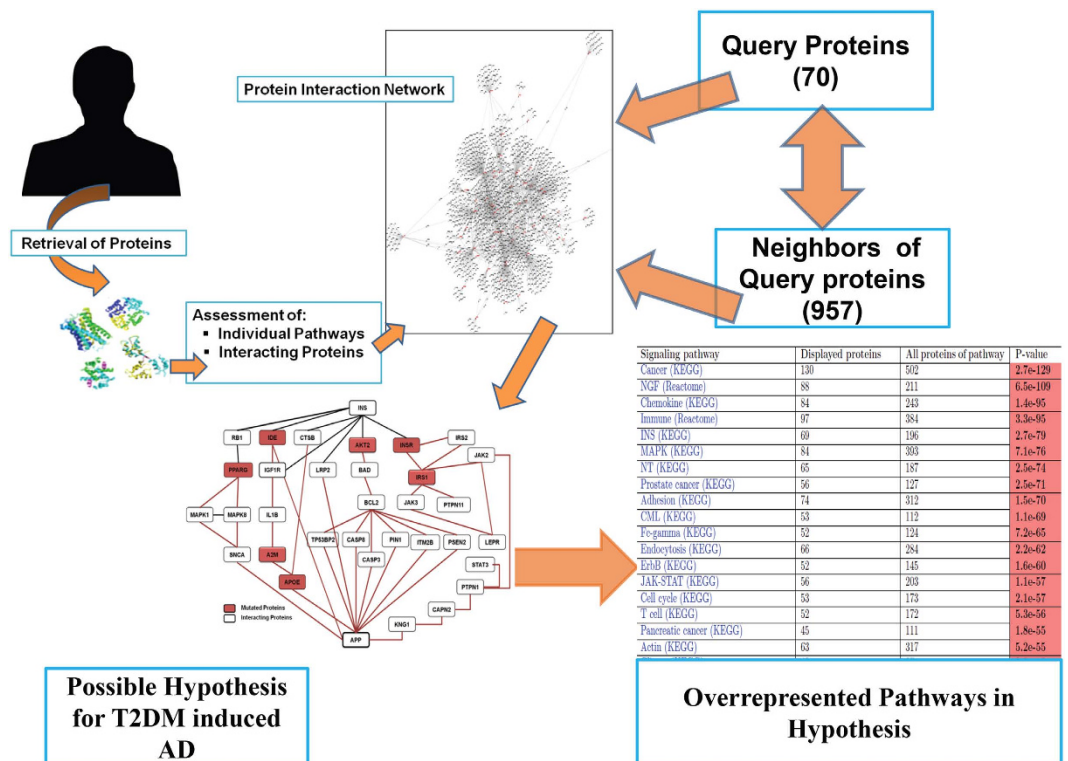 Query Proteins
(70)
Protein Interaction Network
Retrieval of Proteins
Neighbors of
Query proteins
(957)
Assessment of:
▪ Individual Pathways
▪ Interacting Proteins
Signaling pathway Displayed proteins All proteins of pathway P-value
Cancer (KEGG) 130 502 2.7e-129
NGF (Reactome) 88 211 6.5e-109
Chemokine (KEGG) 84 243 1.4e-95
Immune (Reactome) 97 384 3.3e-95
INS (KEGG) 69 196 2.7e-79
MAPK (KEGG) 84 393 7.1e-76
NT (KEGG) 65 187 2.5e-74
Prostate cancer (KEGG) 56 127 2.5e-71
Adhesion (KEGG) 74 312 1.5e-70
CML (KEGG) 53 112 1.1e-69
Fc-gamma (KEGG) 52 124 7.2e-65
Endocytosis (KEGG) 66 284 2.2e-62
ErbB (KEGG) 52 145 1.6e-60
JAK-STAT (KEGG) 56 203 1.1e-57
Cell cycle (KEGG) 53 173 2.1e-57
T cell (KEGG) 52 172 5.3e-56
Pancreatic cancer (KEGG) 45 111 1.8e-55
Actin (KEGG) 63 317 5.2e-55
INS
RB1 IDE CTSB AKT2 INSR IRS2
JAK2
PPARG IGF1R LRP2 BAD IRS1
BCL2 JAK3 PTPN11
MAPK1 MAPK8 IL1B
TP53BP2 CASP6 PIN1 ITM2B PSEN2 LEPR
SNCA A2M CASP3
STAT3
APOE PTPN1
CAPN2
Mutated Proteins
Interacting Proteins
KNG1
APP
Possible Hypothesis
for T2DM induced
AD
Overrepresented Pathways in
Hypothesis